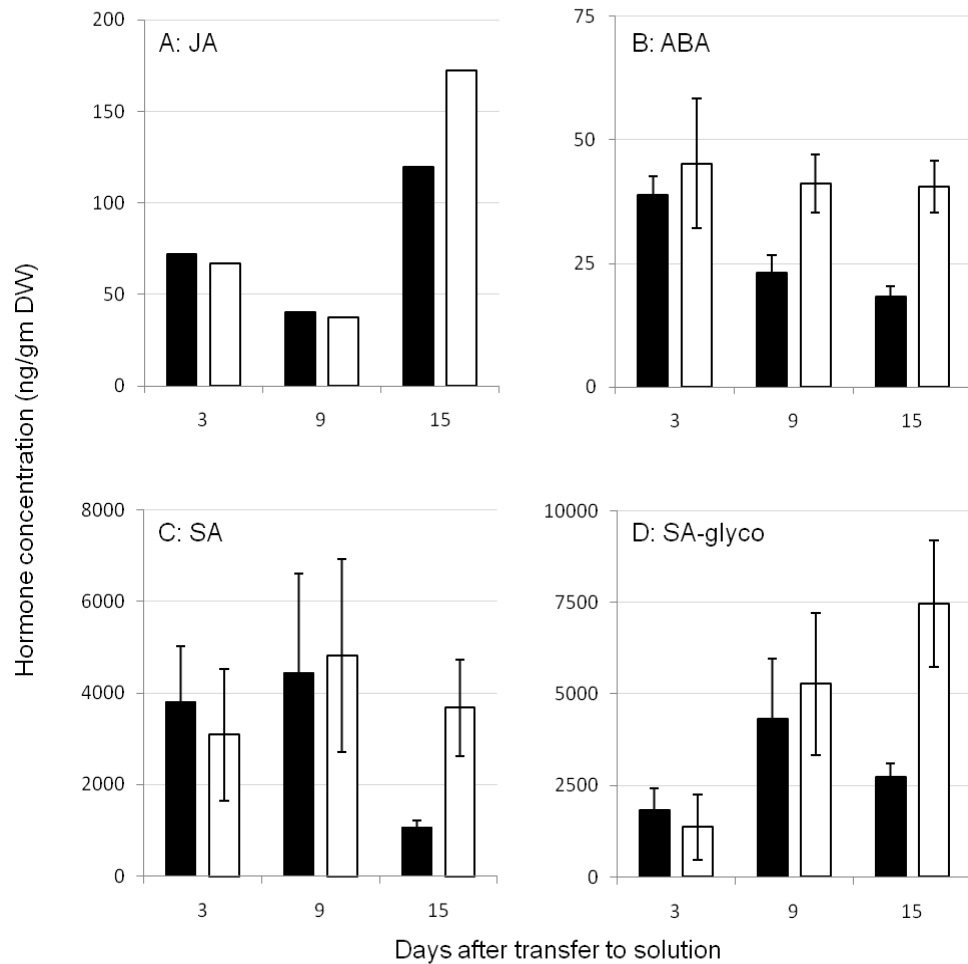 A: JA
200
150
100
50
0
3 9 15
B: ABA
75
50
25
0
3 9 15
Hormone concentration (ng/gm DW)
C: SA
8000
6000
4000
2000
0
3 9 15
D: SA-glyco
10000
7500
5000
2500
0
3 9 15
Days after transfer to solution